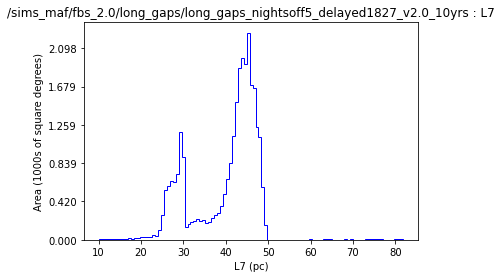 /sims_maf/fbs_2.0/long_gaps/long_gaps_nightsoff5_delayed1827_v2.0_10yrs : L7
2.098
1.679
1.259
0.839
0.420
0.000
Area (1000s of square degrees)
10 20 30 40 50 60 70 80
L7 (pc)